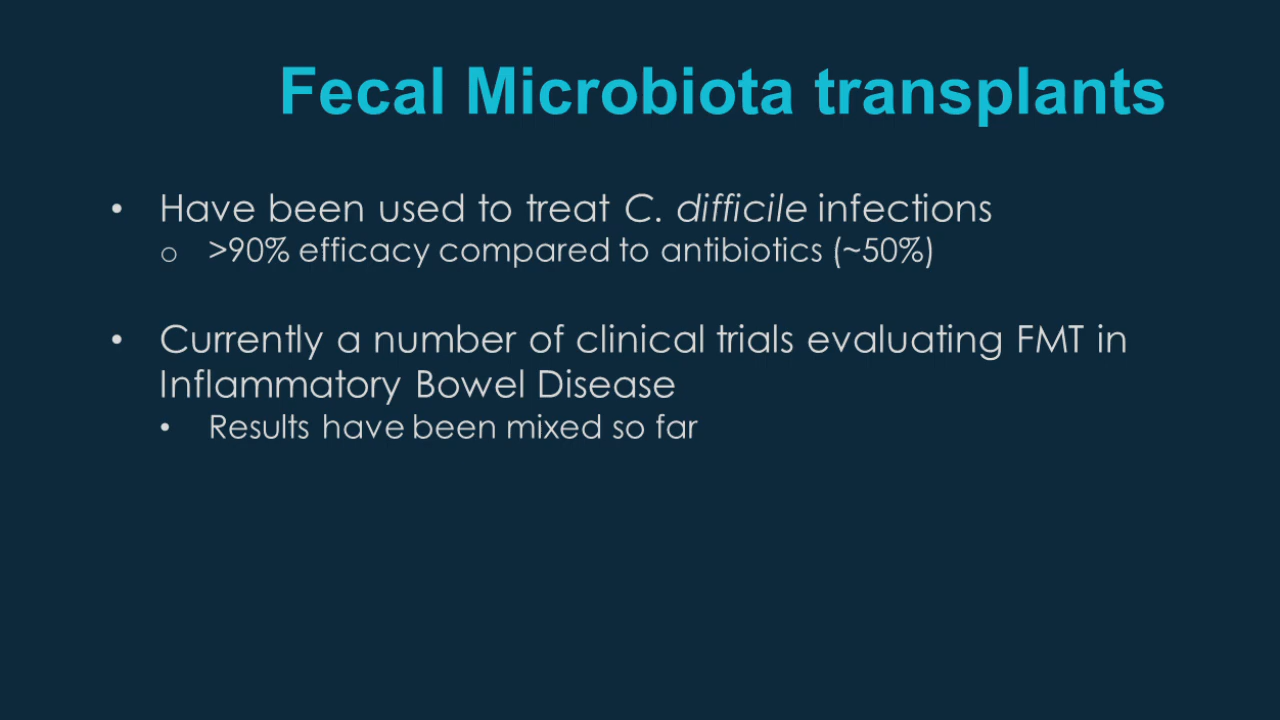 Fecal Microbiota transplants
• Have been used to treat C. difficile infections
o >90% efficacy compared to antibiotics (~50%)
• Currently a number of clinical trials evaluating FMT in
Inflammatory Bowel Disease
• Results have been mixed so far